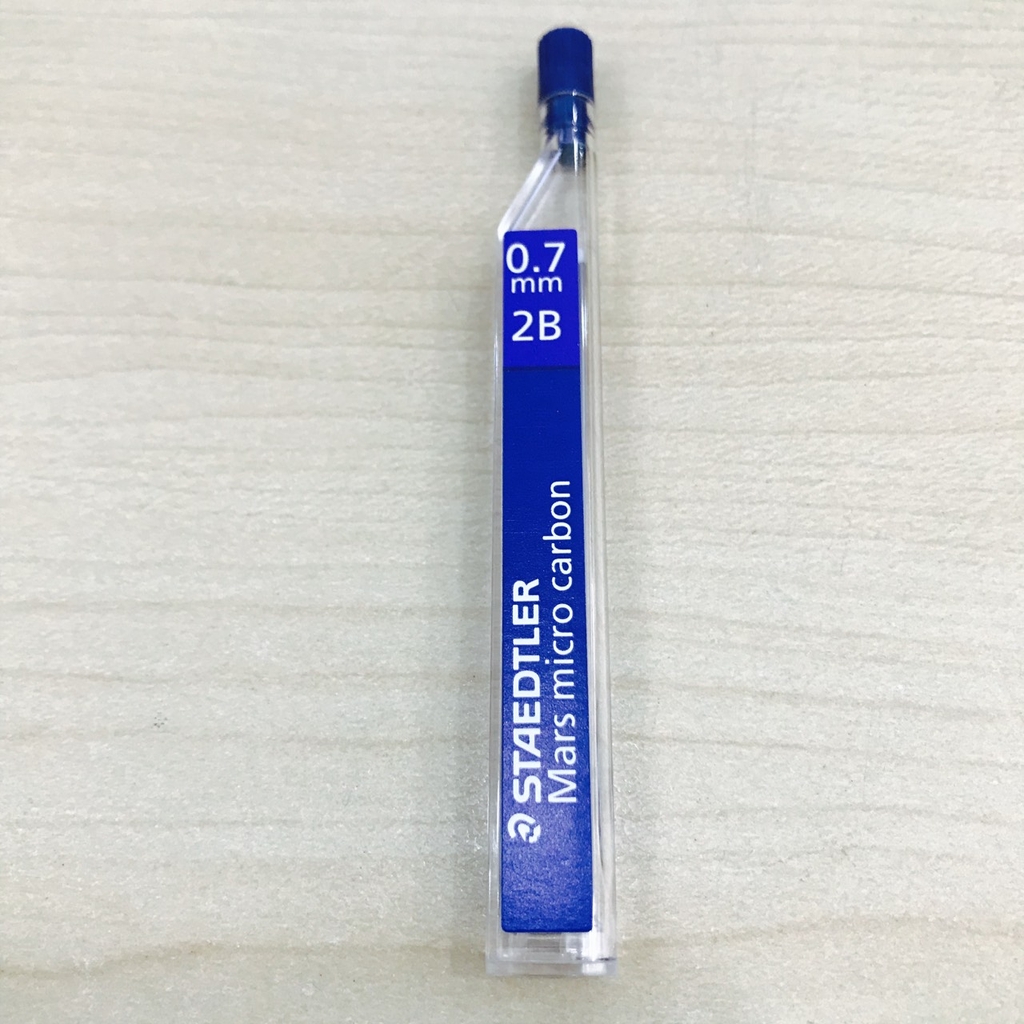 0.7
mm
2B
STAEDTLER
Mars micro carbon